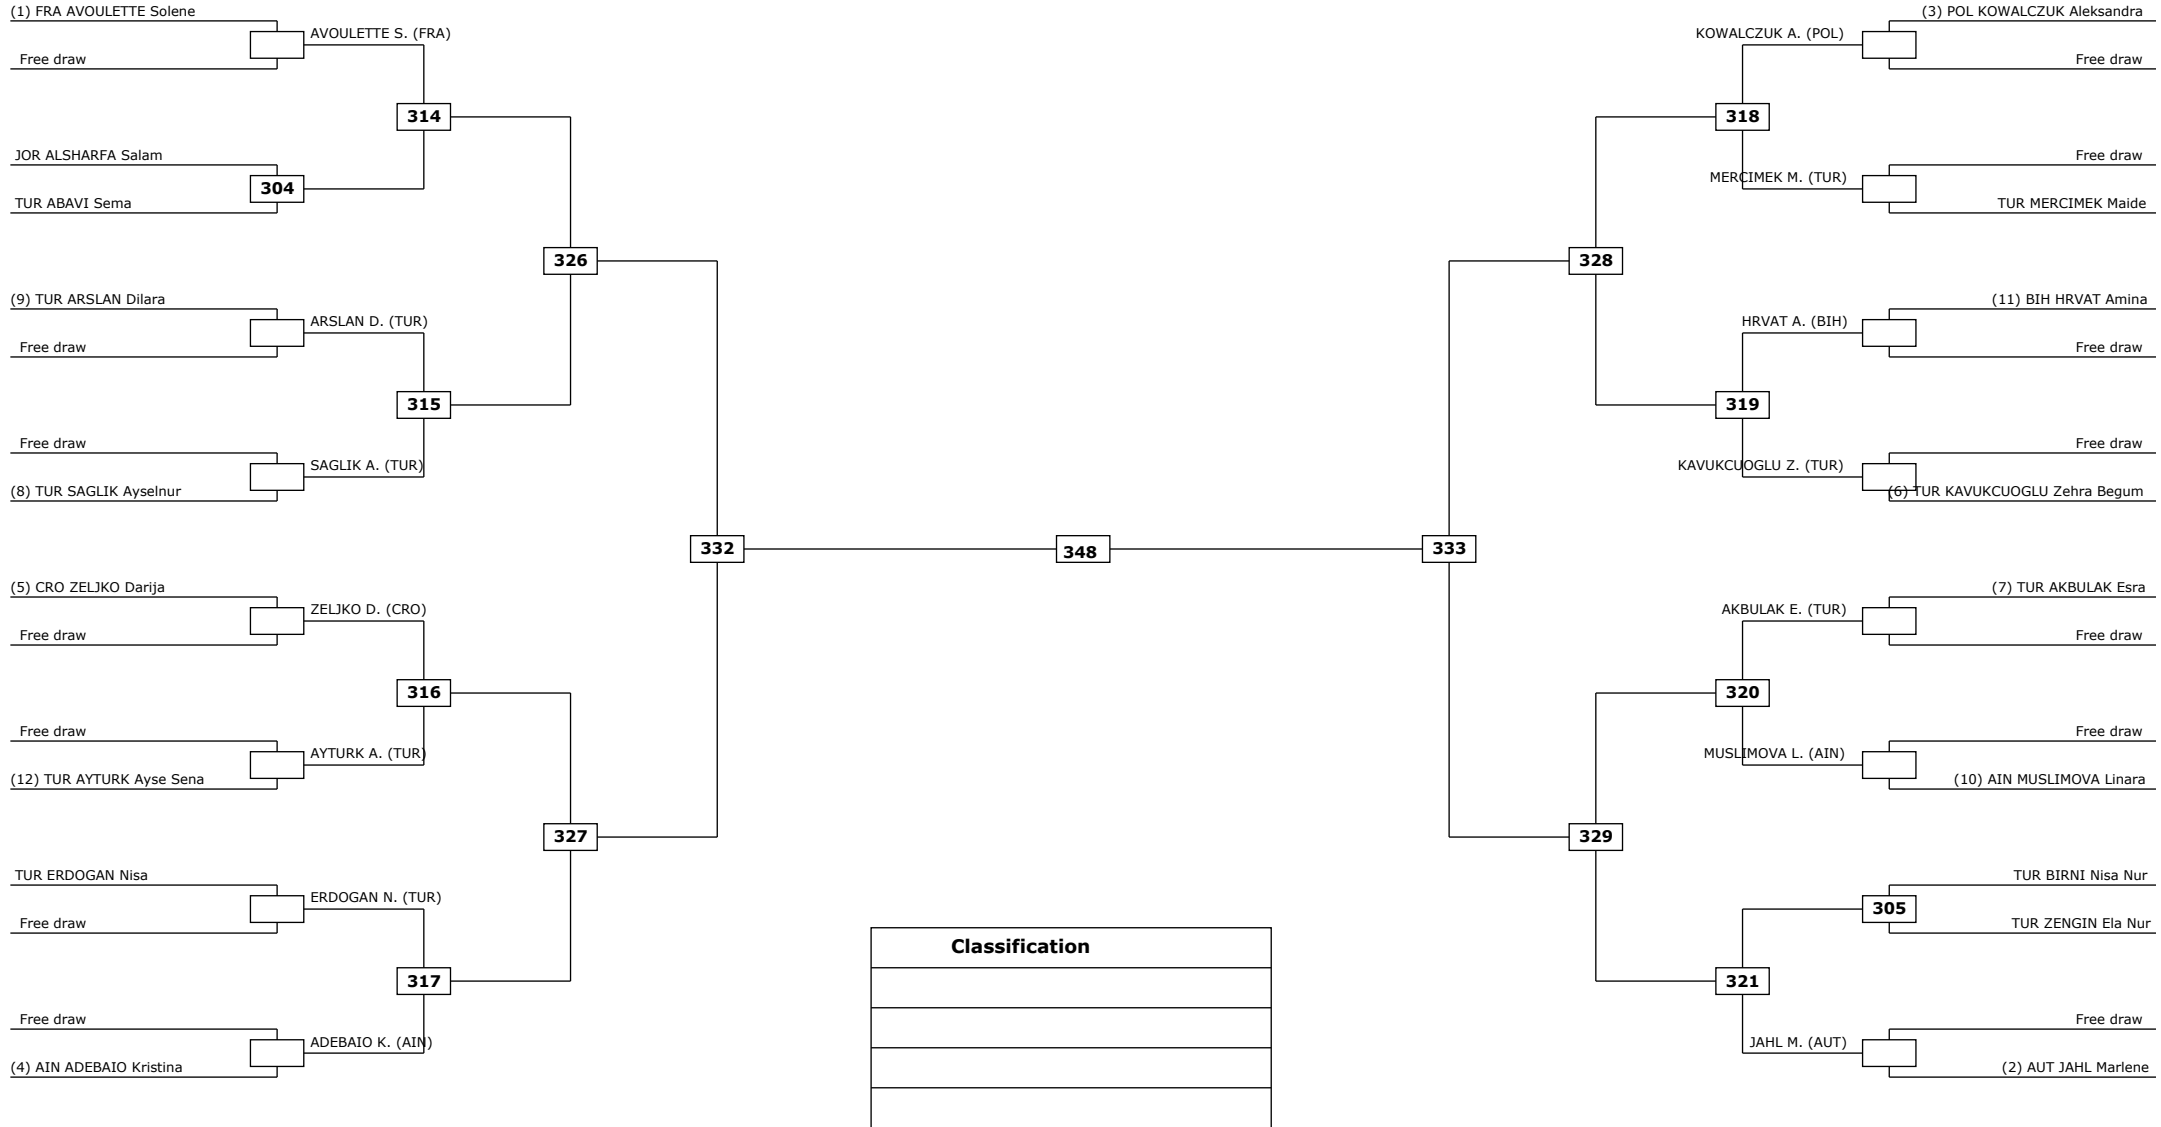 (1) FRA AVOULETTE Solene
AVOULETTE S. (FRA)
Free draw
314
JOR ALSHARFA Salam
304
TUR ABAVI Sema
326
(9) TUR ARSLAN Dilara
ARSLAN D. (TUR)
Free draw
315
Free draw
SAGLIK A. (TUR)
(8) TUR SAGLIK Ayselnur
332
(5) CRO ZELJKO Darija
ZELJKO D. (CRO)
Free draw
316
Free draw
AYTURK A. (TUR)
(12) TUR AYTURK Ayse Sena
327
TUR ERDOGAN Nisa
ERDOGAN N. (TUR)
Free draw
317
Free draw
ADEBAIO K. (AIN)
(4) AIN ADEBAIO Kristina
348
Classification
(3) POL KOWALCZUK Aleksandra
KOWALCZUK A. (POL)
Free draw
318
Free draw
MERCIMEK M. (TUR)
TUR MERCIMEK Maide
328
(11) BIH HRVAT Amina
HRVAT A. (BIH)
Free draw
319
Free draw
KAVUKCUOGLU Z. (TUR)
(6) TUR KAVUKCUOGLU Zehra Begum
333
(7) TUR AKBULAK Esra
AKBULAK E. (TUR)
Free draw
320
Free draw
MUSLIMOVA L. (AIN)
(10) AIN MUSLIMOVA Linara
329
TUR BIRNI Nisa Nur
305
TUR ZENGIN Ela Nur
321
Free draw
JAHL M. (AUT)
(2) AUT JAHL Marlene